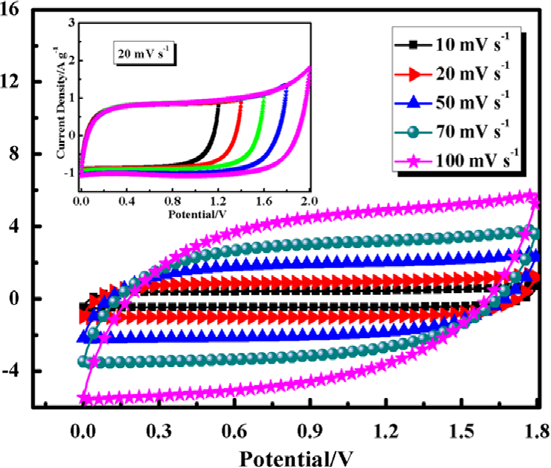 16
12
8
4
0
-4
0.0 0.3 0.6 0.9 1.2 1.5 1.8
Potential/V
10 mV s-1
20 mV s-1
50 mV s-1
70 mV s-1
100 mV s-1
20 mV s-1
Current Density/A g-1
3
2
1
0
-1
0.0 0.4 0.8 1.2 1.6 2.0
Potential/V